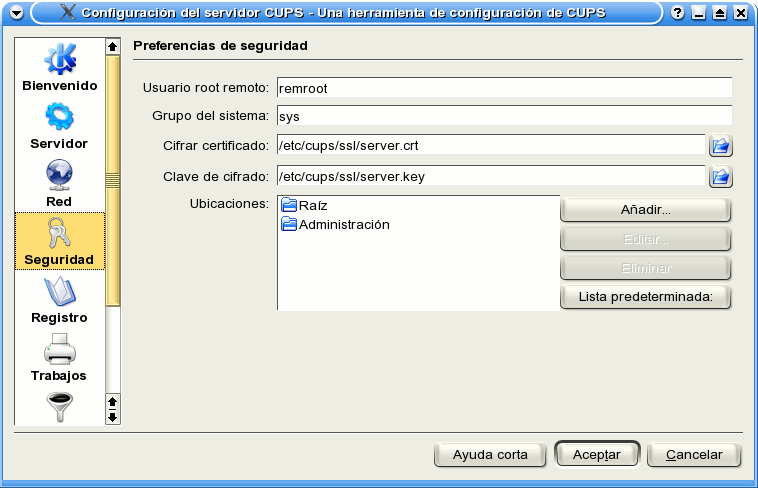 Configuración del servidor CUPS - Una herramienta de configuración de CUPS
Bienvenido
Servidor
Red
Seguridad
Registro
Trabajos
Preferencias de seguridad
Usuario root remoto: remroot
Grupo del sistema: sys
Cifrar certificado: /etc/cups/ssl/server.crt
Clave de cifrado: /etc/cups/ssl/server.key
Ubicaciones:
Raíz
Administración
Añadir...
Editar...
Eliminar
Lista predeterminada:
Ayuda corta
Aceptar
Cancelar